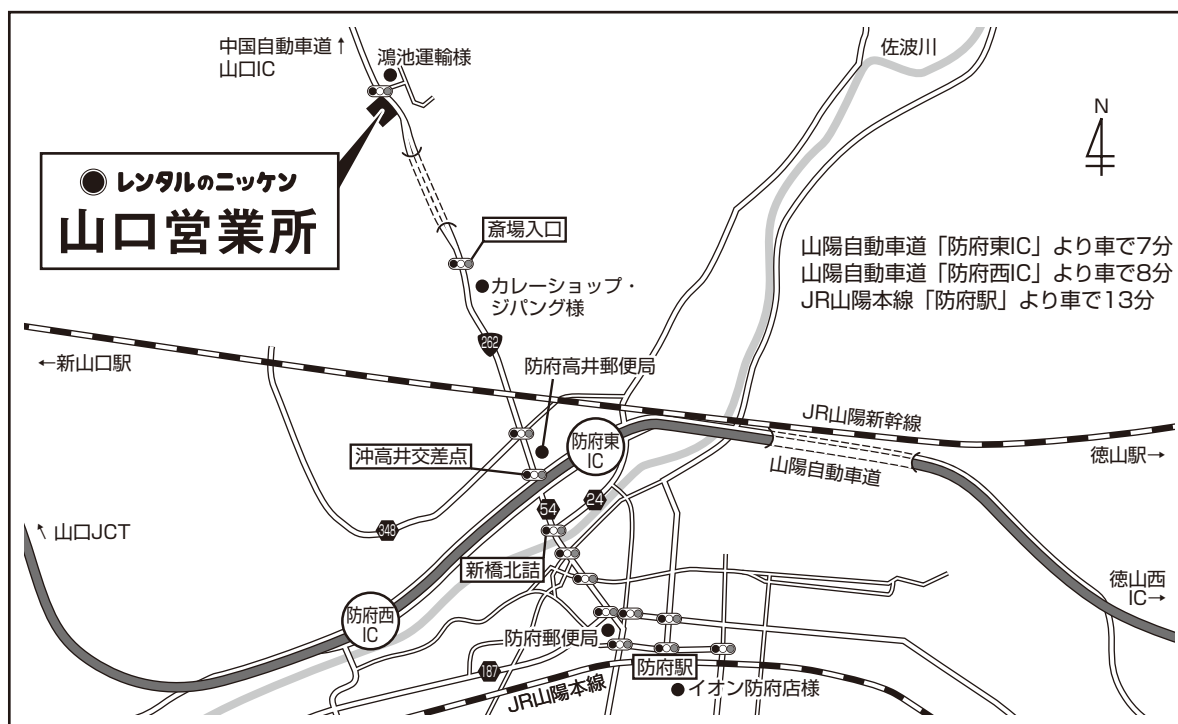 中国自動車道↑
山口IC
鴻池運輸様
佐波川
N
レンタルのニッケン
山口営業所
斎場入口
カレーショップ・
ジパング様
山陽自動車道「防府東IC」より車で7分
山陽自動車道「防府西IC」より車で8分
JR山陽本線「防府駅」より車で13分
262
←新山口駅
防府高井郵便局
JR山陽新幹線
防府東
IC
沖高井交差点
山陽自動車道
徳山駅→
54
24
348
↖山口JCT
新橋北詰
徳山西
IC→
防府西
IC
防府郵便局
187
防府駅
JR山陽本線
イオン防府店様